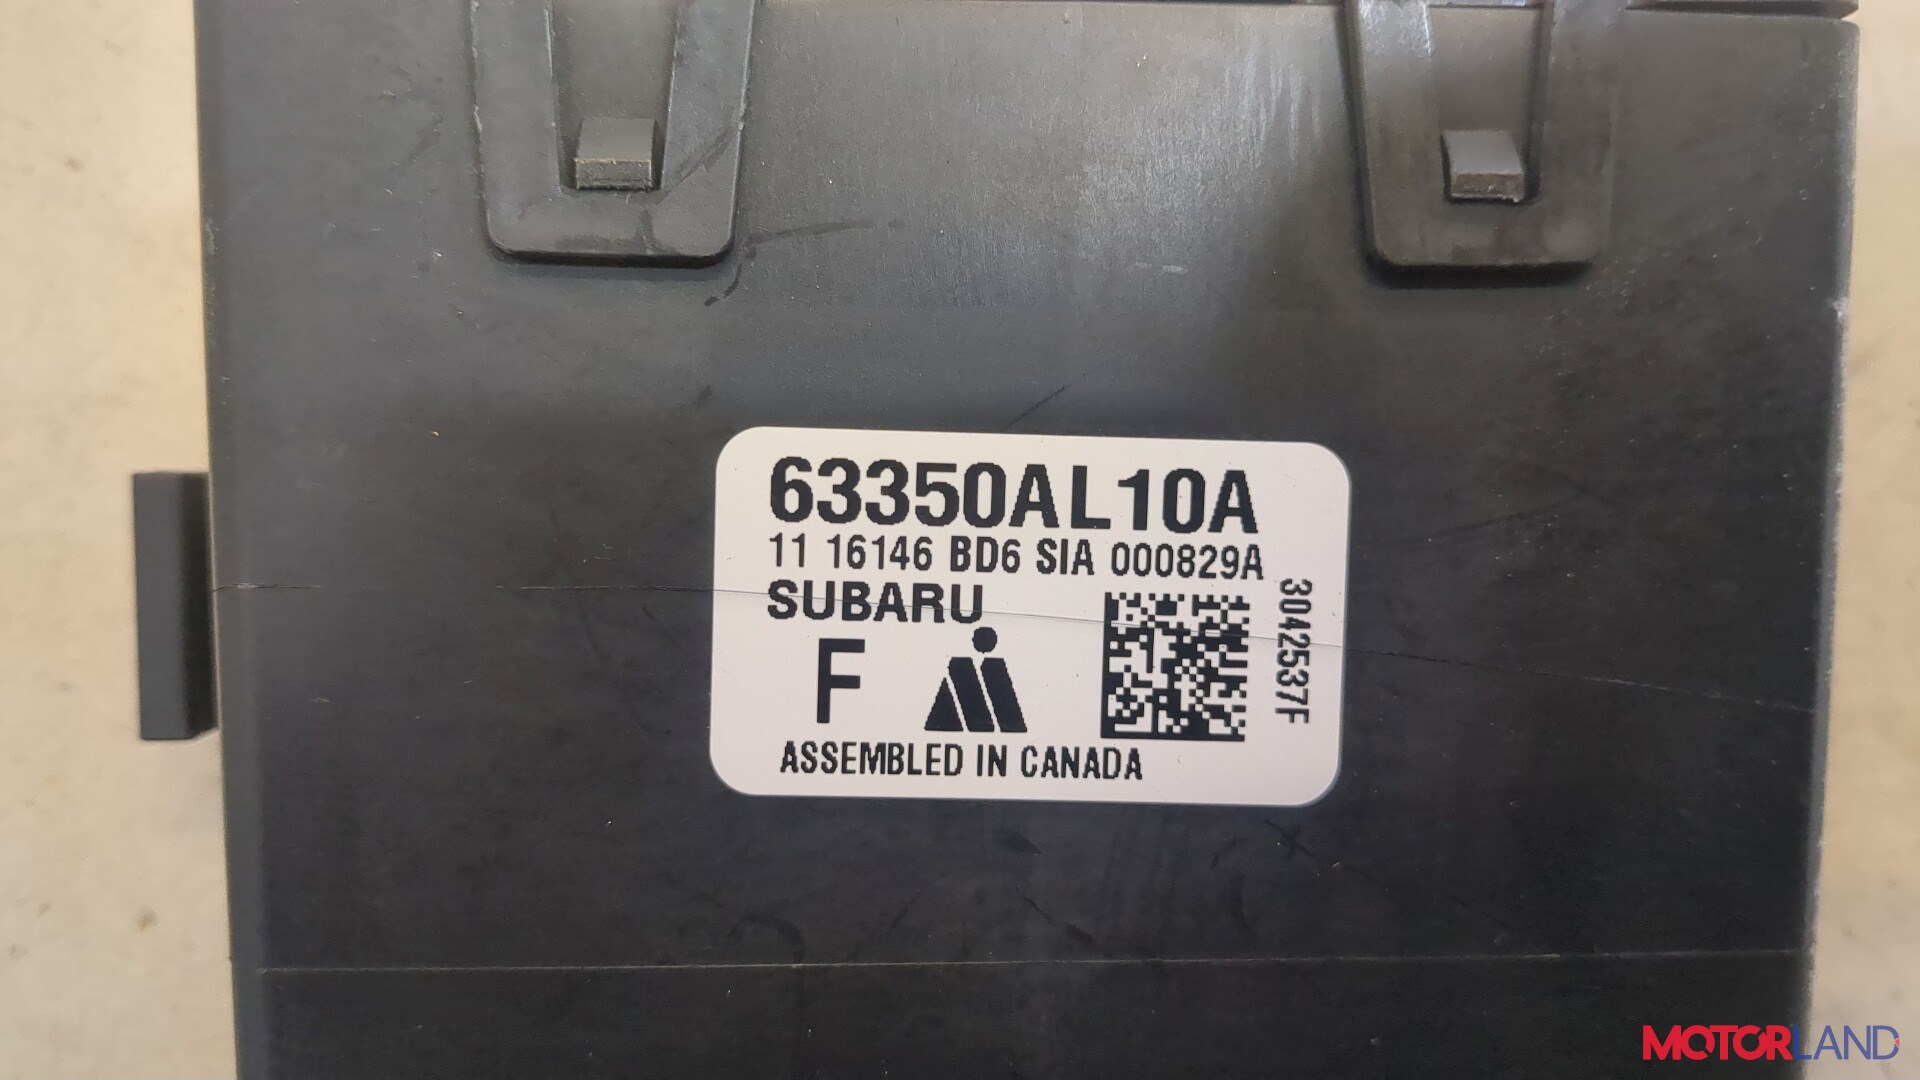 63350AL10A
11 16146 BD6 SIA 000829A
SUBARU
F
3042537F
ASSEMBLED IN CANADA
MOTORLAND